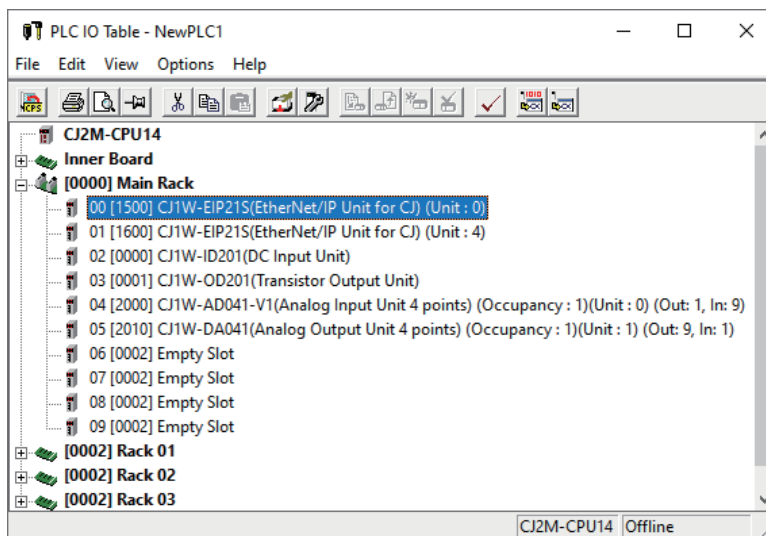 PLC IO Table - NewPLC1
File Edit View Options Help
CJ2M-CPU14
Inner Board
[0000] Main Rack
00 [1500] CJ1W-EIP21S(EtherNet/IP Unit for CJ) (Unit : 0)
01 [1600] CJ1W-EIP21S(EtherNet/IP Unit for CJ) (Unit : 4)
02 [0000] CJ1W-ID201(DC Input Unit)
03 [0001] CJ1W-OD201(Transistor Output Unit)
04 [2000] CJ1W-AD041-V1(Analog Input Unit 4 points) (Occupancy : 1)(Unit : 0) (Out: 1, In: 9)
05 [2010] CJ1W-DA041(Analog Output Unit 4 points) (Occupancy : 1)(Unit : 1) (Out: 9, In: 1)
06 [0002] Empty Slot
07 [0002] Empty Slot
08 [0002] Empty Slot
09 [0002] Empty Slot
[0002] Rack 01
[0002] Rack 02
[0002] Rack 03
CJ2M-CPU14 Offline